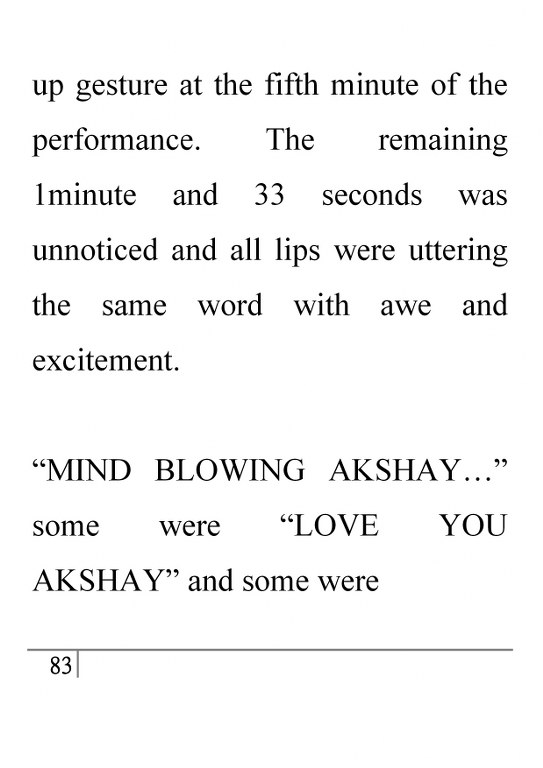 up gesture at the fifth minute of the
performance. The remaining
1minute and 33 seconds was
unnoticed and all lips were uttering
the same word with awe and
excitement.
“MIND BLOWING AKSHAY…”
some were “LOVE YOU
AKSHAY” and some were
83